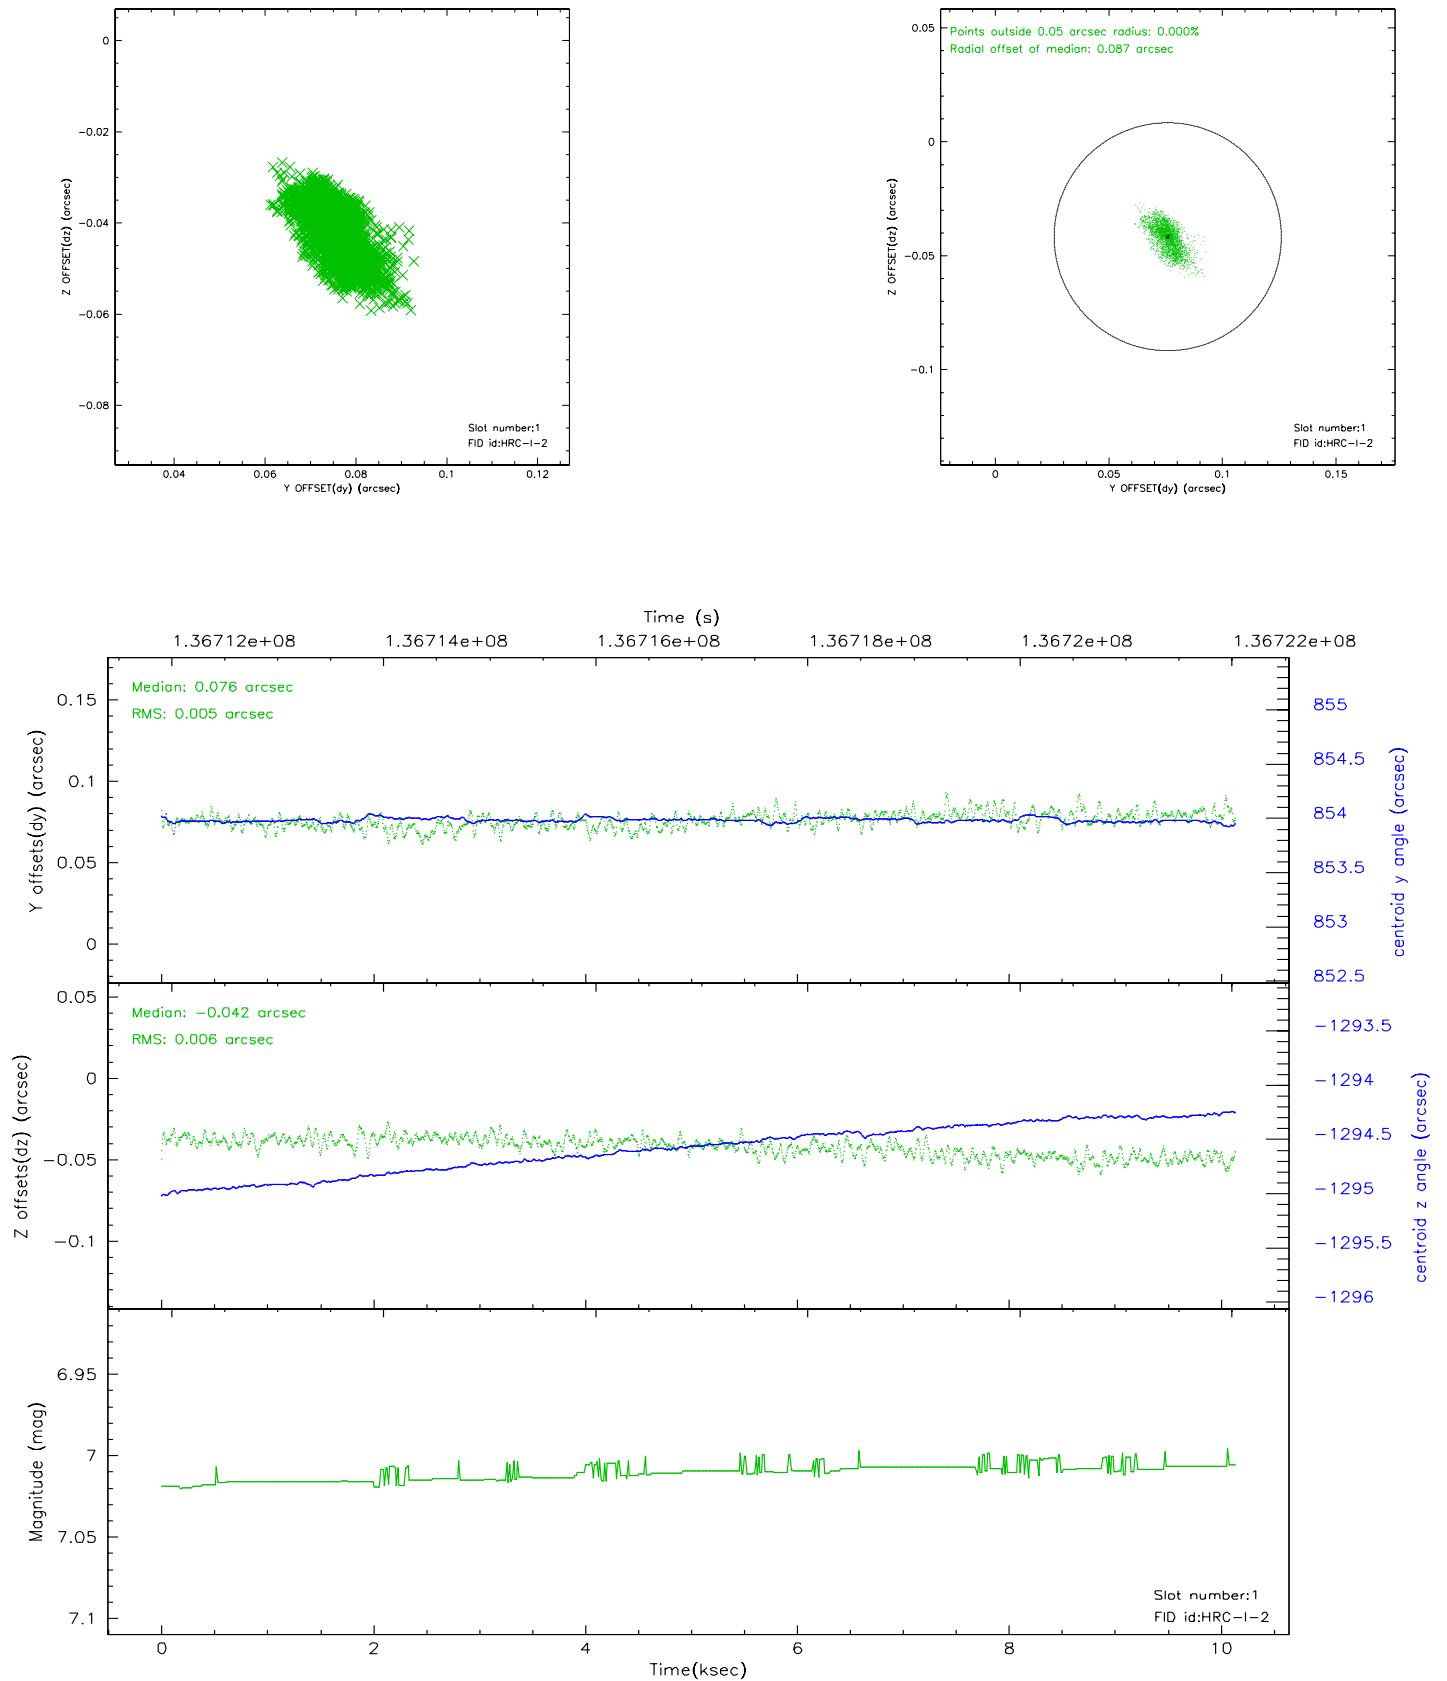 0
-0.02
-0.04
-0.06
-0.08
Z OFFSET(dz) (arcsec)
Slot number:1
FID id:HRC-I-2
0.04 0.06 0.08 0.1 0.12
Y OFFSET(dy) (arcsec)
Points outside 0.05 arcsec radius: 0.000%
Radial offset of median: 0.087 arcsec
0.05
0
-0.05
-0.1
Z OFFSET(dz) (arcsec)
Slot number:1
FID id:HRC-I-2
0 0.05 0.1 0.15
Y OFFSET(dy) (arcsec)
Time (s)
1.36712e+08 1.36714e+08 1.36716e+08 1.36718e+08 1.3672e+08 1.36722e+08
Median: 0.076 arcsec
RMS: 0.005 arcsec
0.15
0.1
0.05
0
Y offsets(dy) (arcsec)
855
854.5
854
853.5
853
852.5
centroid y angle (arcsec)
Median: -0.042 arcsec
RMS: 0.006 arcsec
0.05
0
-0.05
-0.1
Z offsets(dz) (arcsec)
-1293.5
-1294
-1294.5
-1295
-1295.5
-1296
centroid z angle (arcsec)
6.95
7
7.05
7.1
Magnitude (mag)
Slot number:1
FID id:HRC-I-2
0 2 4 6 8 10
Time(ksec)